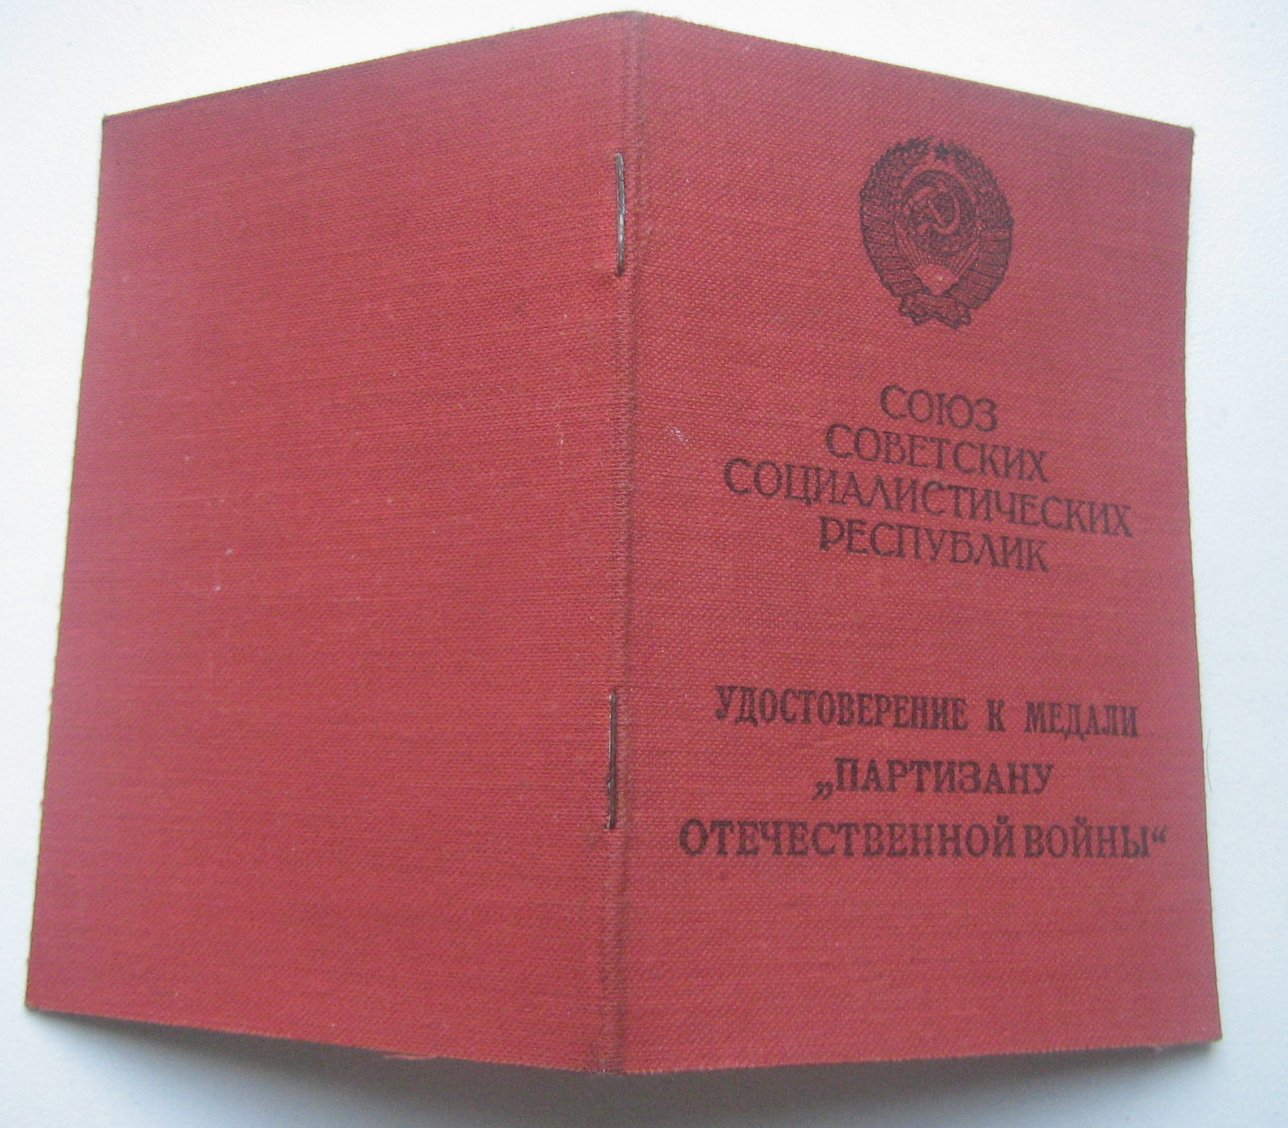 СОЮЗ
СОВЕТСКИХ
СОЦИАЛИСТИЧЕСКИХ
РЕСПУБЛИК
УДОСТОВЕРЕНИЕ К МЕДАЛИ
„ПАРТИЗАНУ
ОТЕЧЕСТВЕННОЙ ВОЙНЫ“